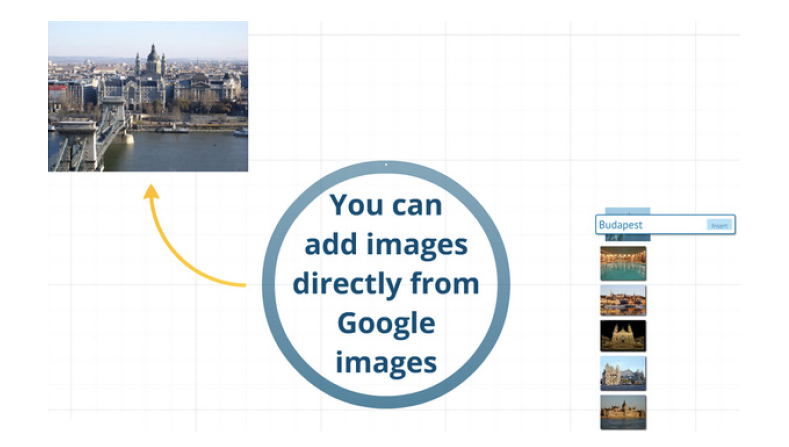 You can
add images
directly from
Google
images
Budapest
Insert